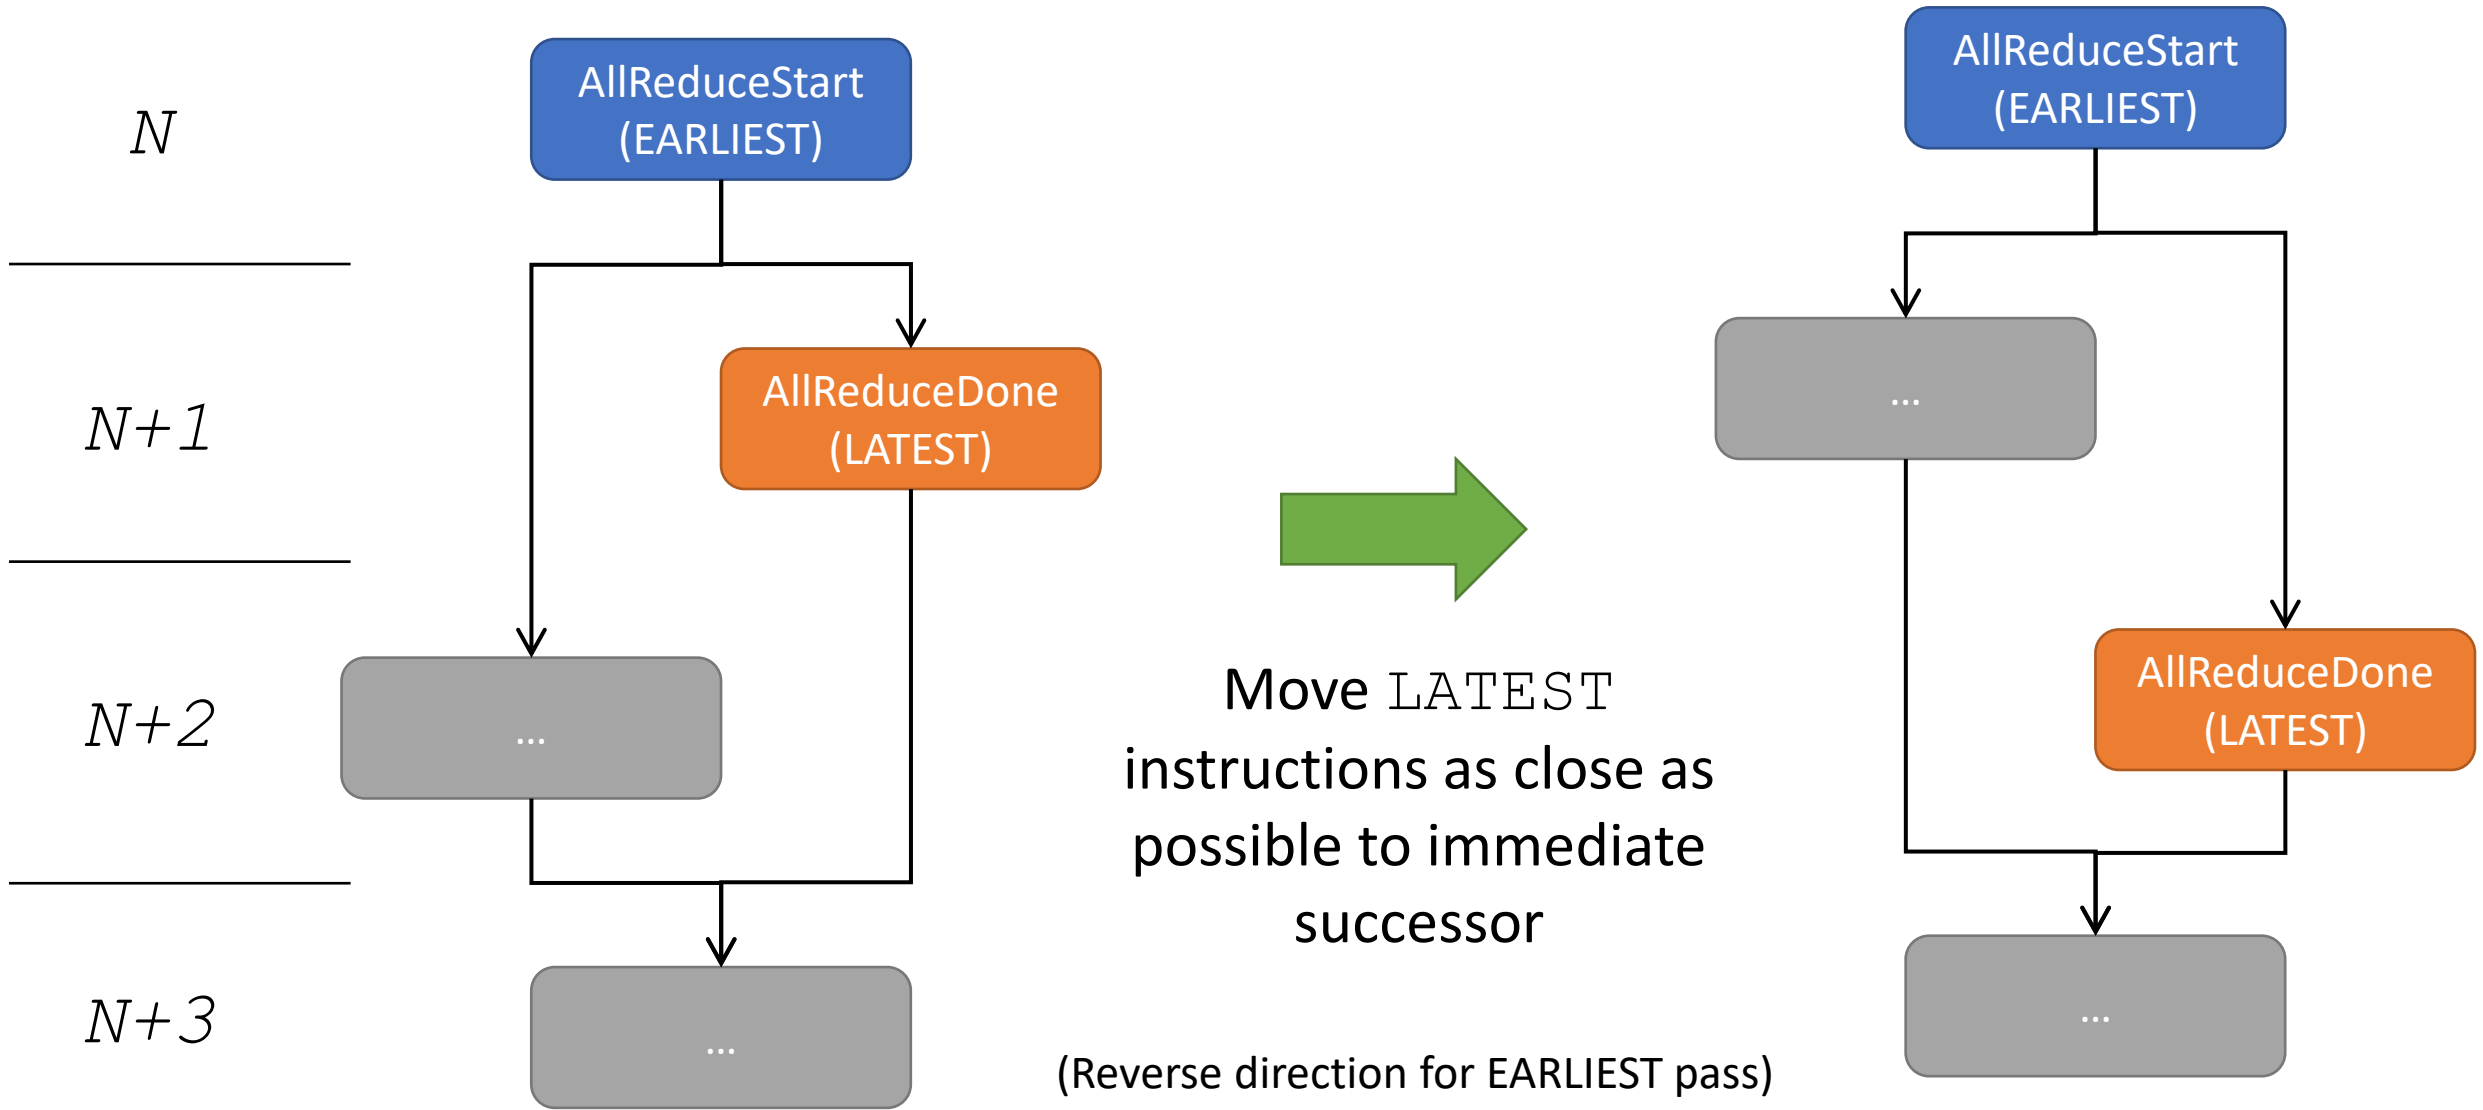 N
N+1
N+2
N+3
AllReduceStart
(EARLIEST)
AllReduceDone
(LATEST)
...
...
Move LATEST
instructions as close as
possible to immediate
successor
(Reverse direction for EARLIEST pass)
AllReduceStart
(EARLIEST)
...
AllReduceDone
(LATEST)
...